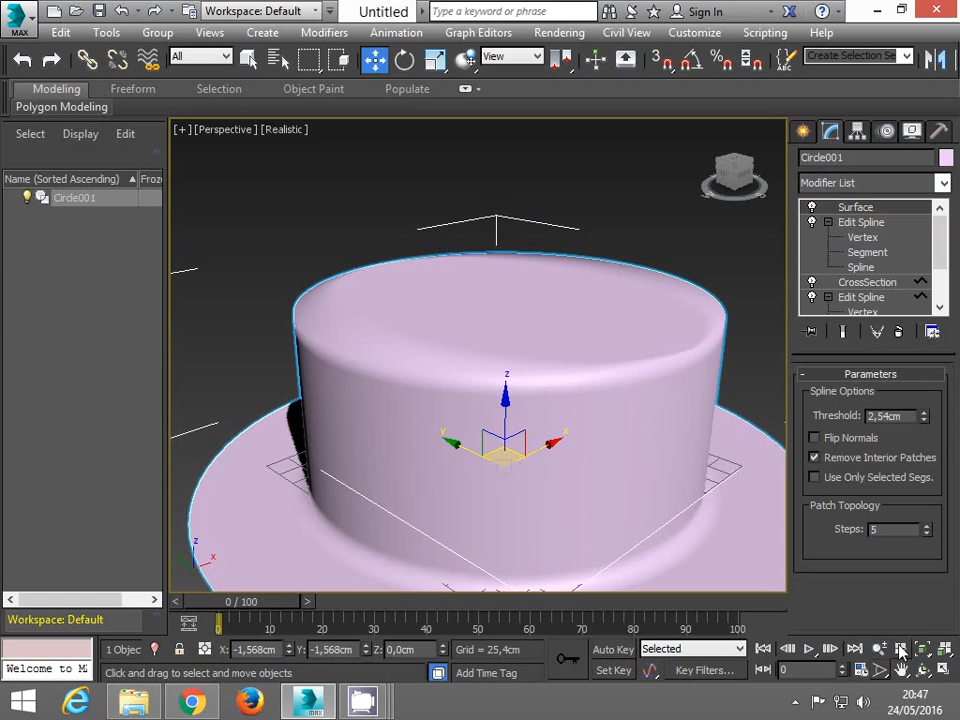 MAX Workspace: Default Untitled Type a keyword or phrase Sign In
Edit Tools Group Views Create Modifiers Animation Graph Editors Rendering Civil View Customize Scripting Help
All View 3 % Create Selection Se
Modeling Freeform Selection Object Paint Populate
Polygon Modeling
Select Display Edit
Name (Sorted Ascending) Froz
Circle001
[+] [Perspective] [Realistic]
z
y x
z
x
Circle001
Modifier List
Surface
Edit Spline
Vertex
Segment
Spline
CrossSection
Edit Spline
Vertex
- Parameters
Spline Options
Threshold: 2,54cm
Flip Normals
Remove Interior Patches
Use Only Selected Segs.
Patch Topology
Steps: 5
Workspace: Default
< 0 / 100 >
0 10 20 30 40 50 60 70 80 90 100
1 Objec X: -1,568cm Y: -1,568cm Z: 0,0cm Grid = 25,4cm Auto Key Selected
Welcome to M Click and drag to select and move objects Add Time Tag Set Key Key Filters... 0
MAX
20:47
24/05/2016